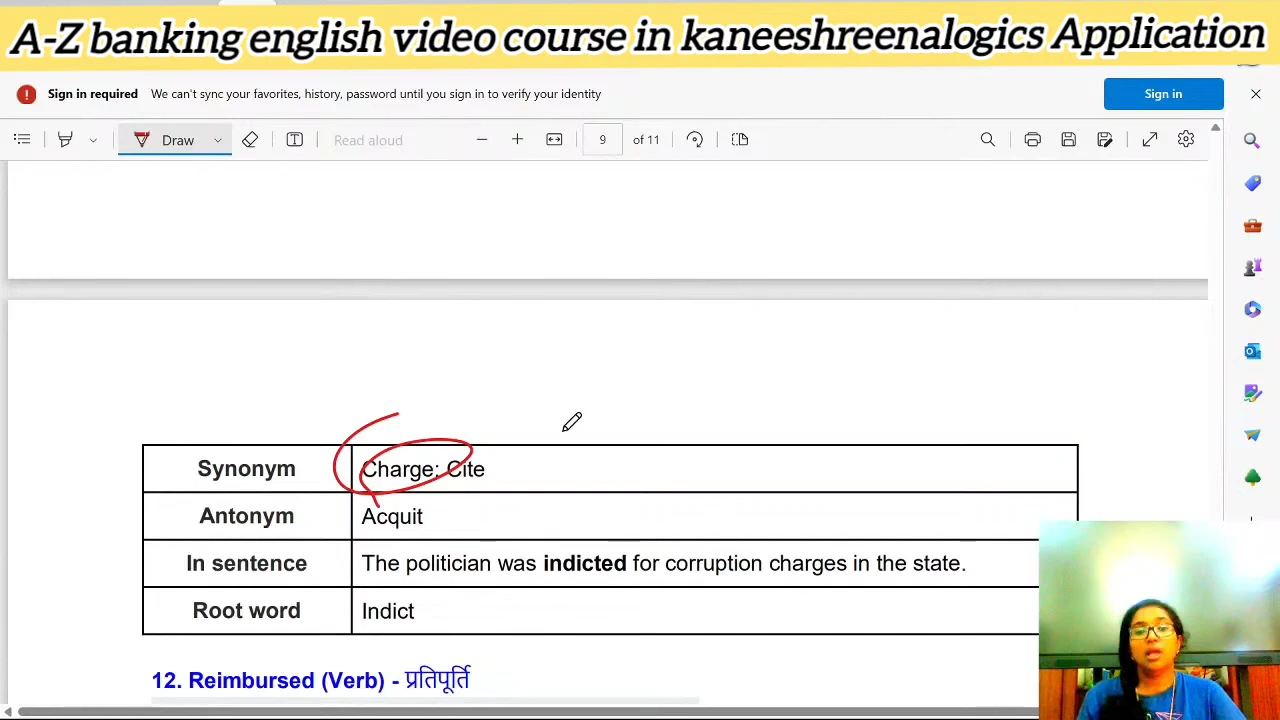 A-Z banking english video course in kaneeshreenalogics Application
Sign in required We can't sync your favorites, history, password until you sign in to verify your identity
Sign in
Draw
Read aloud
9 of 11
Synonym Charge; Cite
Antonym Acquit
In sentence The politician was indicted for corruption charges in the state.
Root word Indict
12. Reimbursed (Verb) - प्रतिपूर्ति